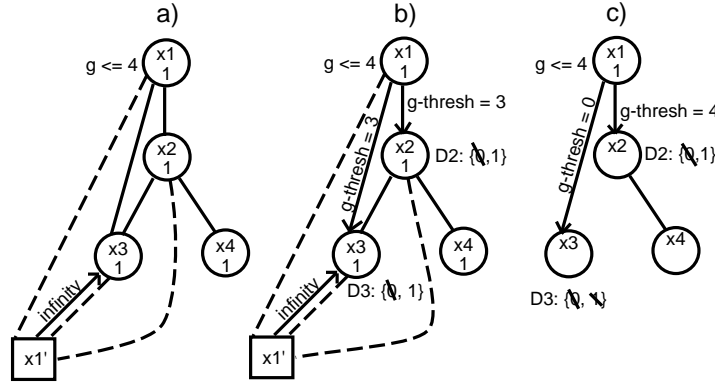 a)
x1
1
g <= 4
x2
1
x3
1
x4
1
infinity
x1'
b)
x1
1
g <= 4
g-thresh = 3
g-thresh = 3
x2
1
D2: {0,1}
x3
1
x4
1
D3: {0, 1}
infinity
x1'
c)
x1
1
g <= 4
g-thresh = 4
g-thresh = 0
x2
D2: {0,1}
x3
x4
D3: {0, 1}